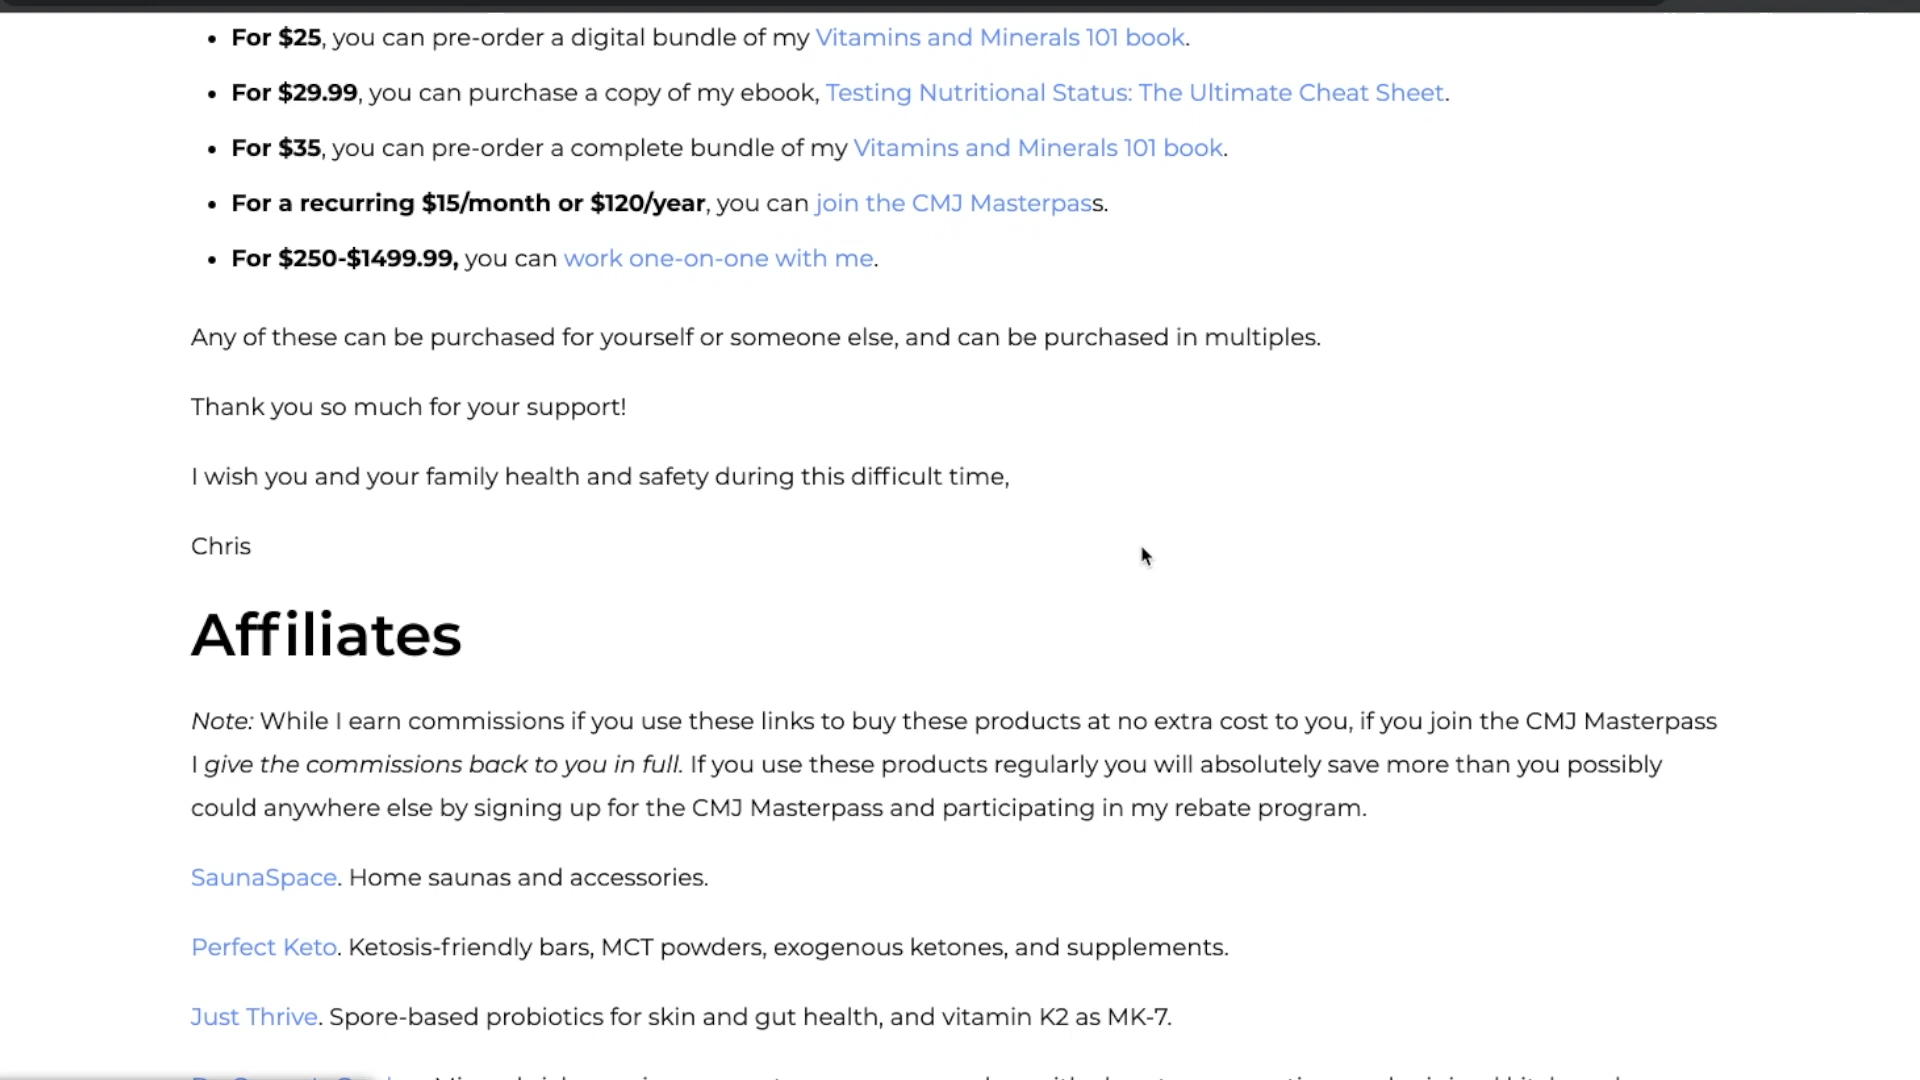 • For $25, you can pre-order a digital bundle of my Vitamins and Minerals 101 book.
• For $29.99, you can purchase a copy of my ebook, Testing Nutritional Status: The Ultimate Cheat Sheet.
• For $35, you can pre-order a complete bundle of my Vitamins and Minerals 101 book.
• For a recurring $15/month or $120/year, you can join the CMJ Masterpass.
• For $250-$1499.99, you can work one-on-one with me.
Any of these can be purchased for yourself or someone else, and can be purchased in multiples.
Thank you so much for your support!
I wish you and your family health and safety during this difficult time,
Chris
Affiliates
Note: While I earn commissions if you use these links to buy these products at no extra cost to you, if you join the CMJ Masterpass
I give the commissions back to you in full. If you use these products regularly you will absolutely save more than you possibly
could anywhere else by signing up for the CMJ Masterpass and participating in my rebate program.
SaunaSpace. Home saunas and accessories.
Perfect Keto. Ketosis-friendly bars, MCT powders, exogenous ketones, and supplements.
Just Thrive. Spore-based probiotics for skin and gut health, and vitamin K2 as MK-7.